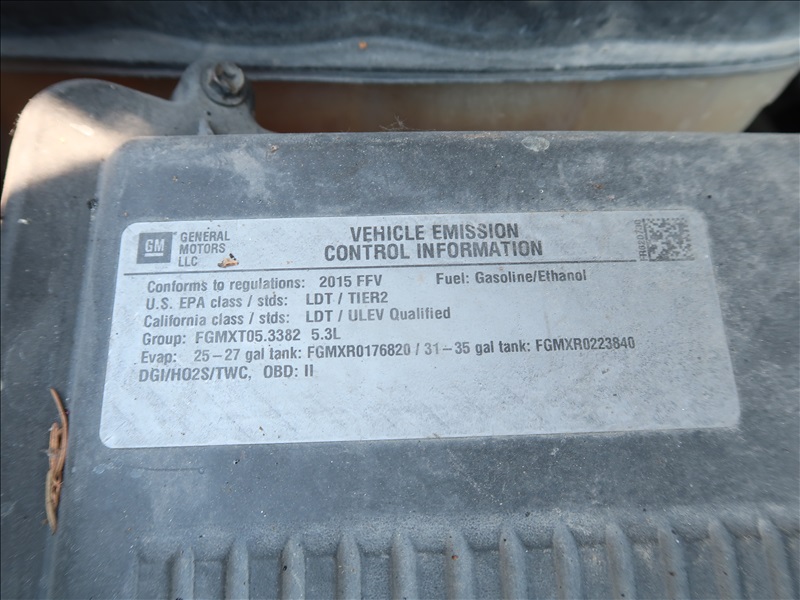 GM
GENERAL
MOTORS
LLC
VEHICLE EMISSION
CONTROL INFORMATION
Conforms to regulations: 2015 FFV Fuel: Gasoline/Ethanol
U.S. EPA class / stds: LDT / TIER2
California class / stds: LDT / ULEV Qualified
Group: FGMXT05.3382 5.3L
Evap: 25-27 gal tank: FGMXR0176820 / 31-35 gal tank: FGMXR0223840
DGI/HO2S/TWC, OBD: II